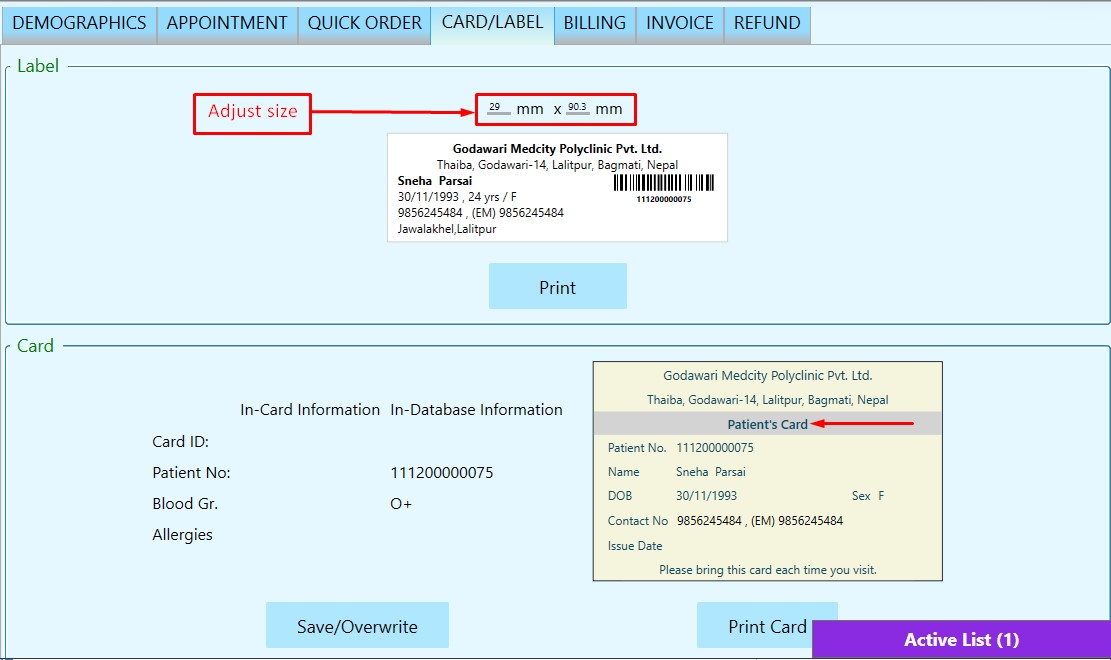 DEMOGRAPHICS APPOINTMENT QUICK ORDER CARD/LABEL BILLING INVOICE REFUND
Label
Adjust size
29 mm x 90.3 mm
Godawari Medcity Polyclinic Pvt. Ltd.
Thaiba, Godawari-14, Lalitpur, Bagmati, Nepal
Sneha Parsai
30/11/1993 , 24 yrs / F
111200000075
9856245484 , (EM) 9856245484
Jawalakhel,Lalitpur
Print
Card
In-Card Information In-Database Information
Card ID:
Patient No: 111200000075
Blood Gr. O+
Allergies
Godawari Medcity Polyclinic Pvt. Ltd.
Thaiba, Godawari-14, Lalitpur, Bagmati, Nepal
Patient's Card
Patient No. 111200000075
Name Sneha Parsai
DOB 30/11/1993 Sex F
Contact No 9856245484 , (EM) 9856245484
Issue Date
Please bring this card each time you visit.
Save/Overwrite
Print Card
Active List (1)